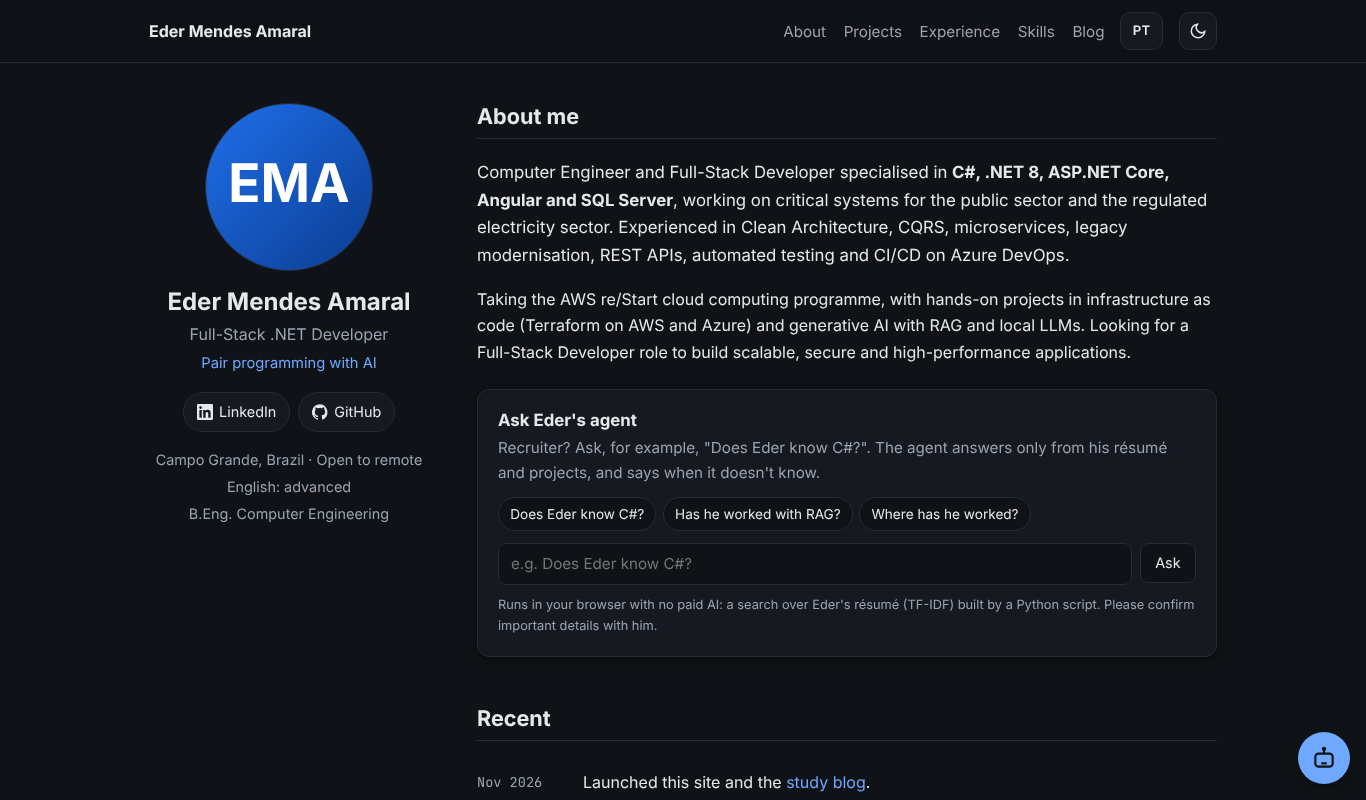 Eder Mendes Amaral
About Projects Experience Skills Blog PT
EMA
Eder Mendes Amaral
Full-Stack .NET Developer
Pair programming with AI
LinkedIn GitHub
Campo Grande, Brazil · Open to remote
English: advanced
B.Eng. Computer Engineering
About me
Computer Engineer and Full-Stack Developer specialised in C#, .NET 8, ASP.NET Core,
Angular and SQL Server, working on critical systems for the public sector and the regulated
electricity sector. Experienced in Clean Architecture, CQRS, microservices, legacy
modernisation, REST APIs, automated testing and CI/CD on Azure DevOps.
Taking the AWS re/Start cloud computing programme, with hands-on projects in infrastructure as
code (Terraform on AWS and Azure) and generative AI with RAG and local LLMs. Looking for a
Full-Stack Developer role to build scalable, secure and high-performance applications.
Ask Eder's agent
Recruiter? Ask, for example, "Does Eder know C#?". The agent answers only from his résumé
and projects, and says when it doesn't know.
Does Eder know C#? Has he worked with RAG? Where has he worked?
e.g. Does Eder know C#? Ask
Runs in your browser with no paid AI: a search over Eder's résumé (TF-IDF) built by a Python script. Please confirm
important details with him.
Recent
Nov 2026 Launched this site and the study blog.